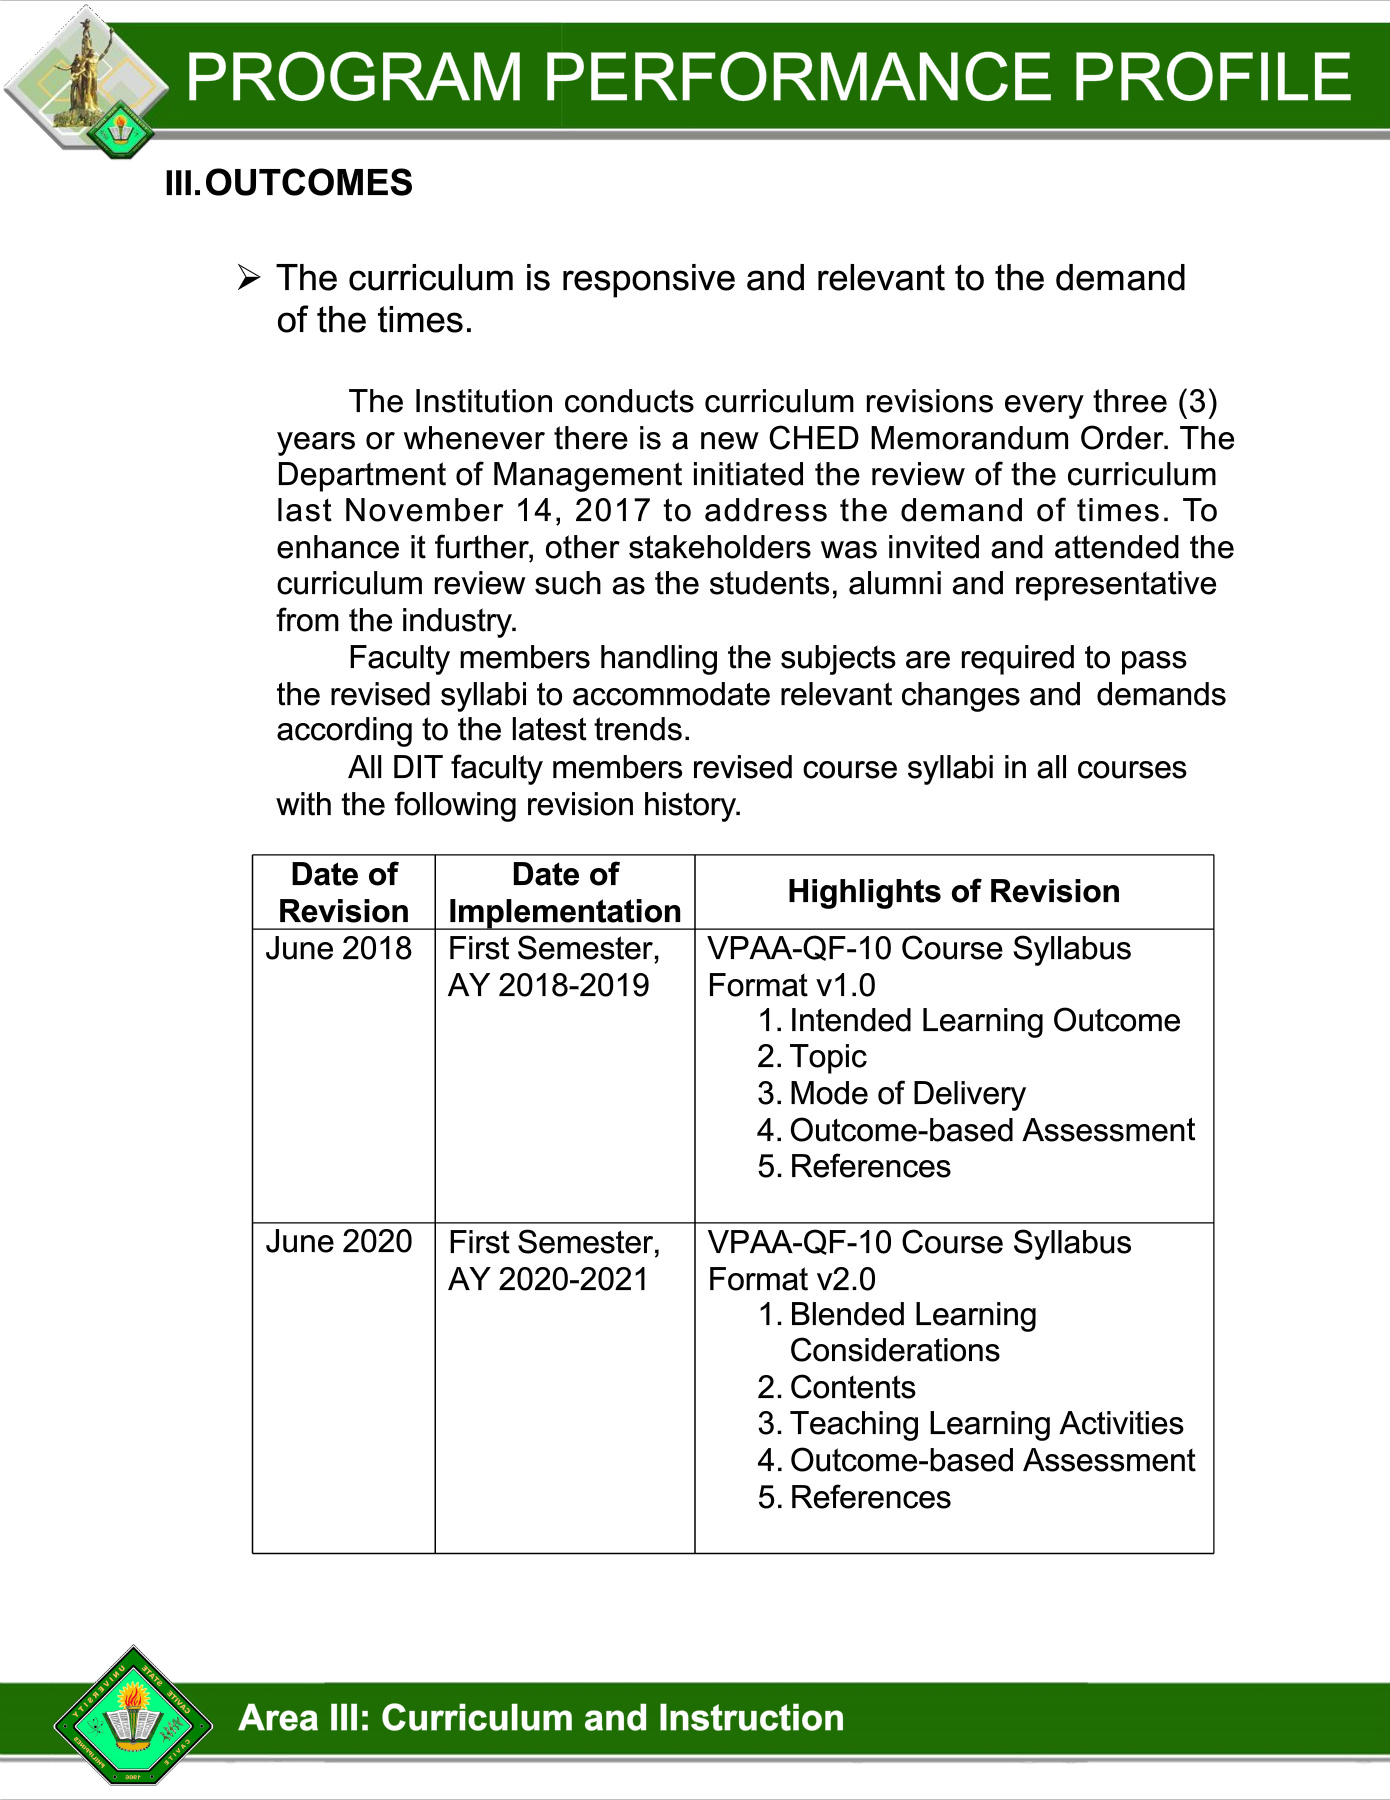 PROGRAM PERFORMANCE PROFILE
III.OUTCOMES
➢ The curriculum is responsive and relevant to the demand
of the times.
The Institution conducts curriculum revisions every three (3)
years or whenever there is a new CHED Memorandum Order. The
Department of Management initiated the review of the curriculum
last November 14, 2017 to address the demand of times. To
enhance it further, other stakeholders was invited and attended the
curriculum review such as the students, alumni and representative
from the industry.
Faculty members handling the subjects are required to pass
the revised syllabi to accommodate relevant changes and demands
according to the latest trends.
All DIT faculty members revised course syllabi in all courses
with the following revision history.
Date of
Revision
Date of
Implementation
Highlights of Revision
June 2018
First Semester,
AY 2018-2019
VPAA-QF-10 Course Syllabus
Format v1.0
1. Intended Learning Outcome
2. Topic
3. Mode of Delivery
4. Outcome-based Assessment
5. References
June 2020
First Semester,
AY 2020-2021
VPAA-QF-10 Course Syllabus
Format v2.0
1. Blended Learning
Considerations
2. Contents
3. Teaching Learning Activities
4. Outcome-based Assessment
5. References
CAVITE STATE UNIVERSITY
CAVITE
PHILIPPINES
1906
Area III: Curriculum and Instruction